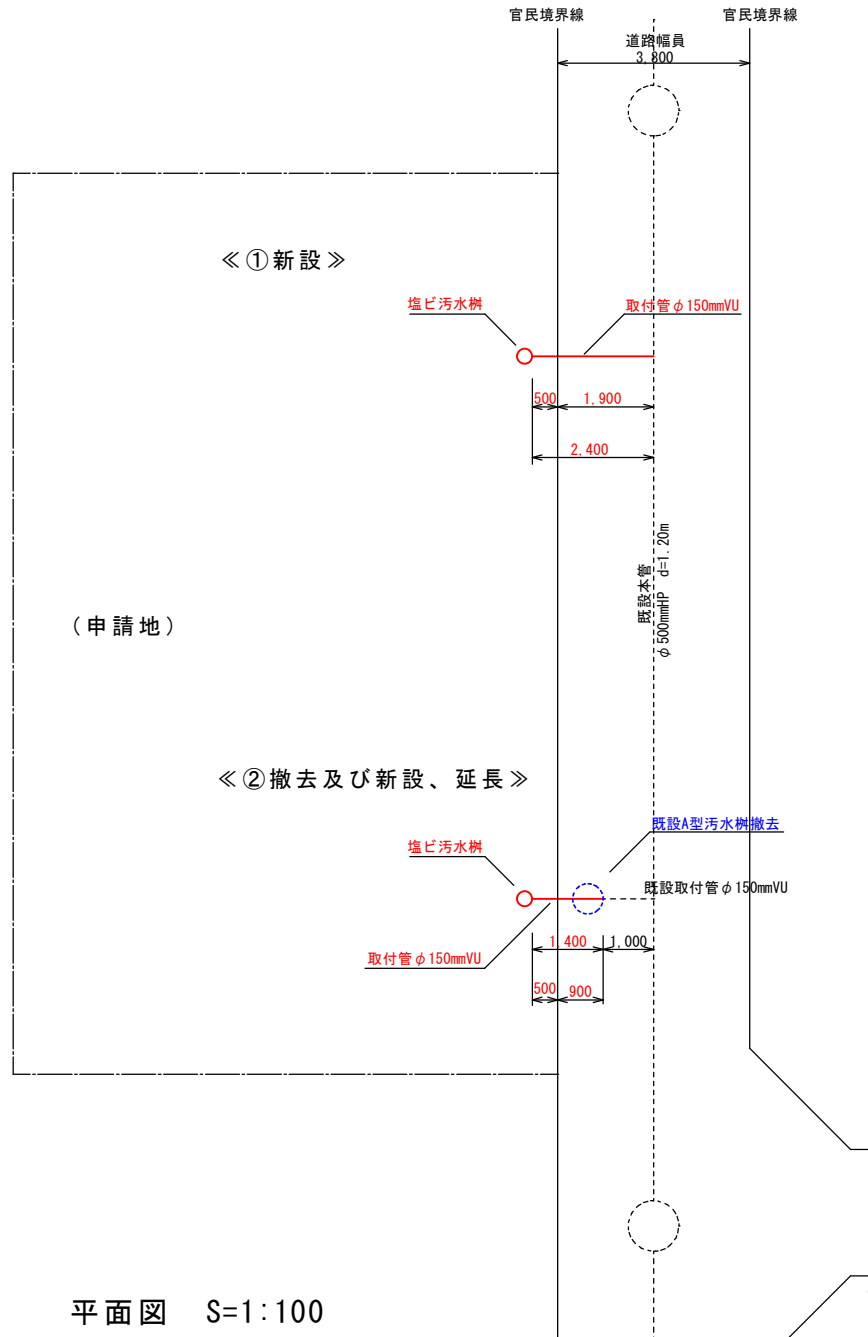 官民境界線
官民境界線
道路幅員
3,800
≪①新設≫
塩ビ汚水桝
取付管φ150mmVU
500
1,900
2,400
既設本管
φ500mmHP d=1.20m
(申請地)
≪②撤去及び新設、延長≫
既設A型汚水桝撤去
塩ビ汚水桝
既設取付管φ150mmVU
1,400
1,000
取付管φ150mmVU
500
900
平面図 S=1:100